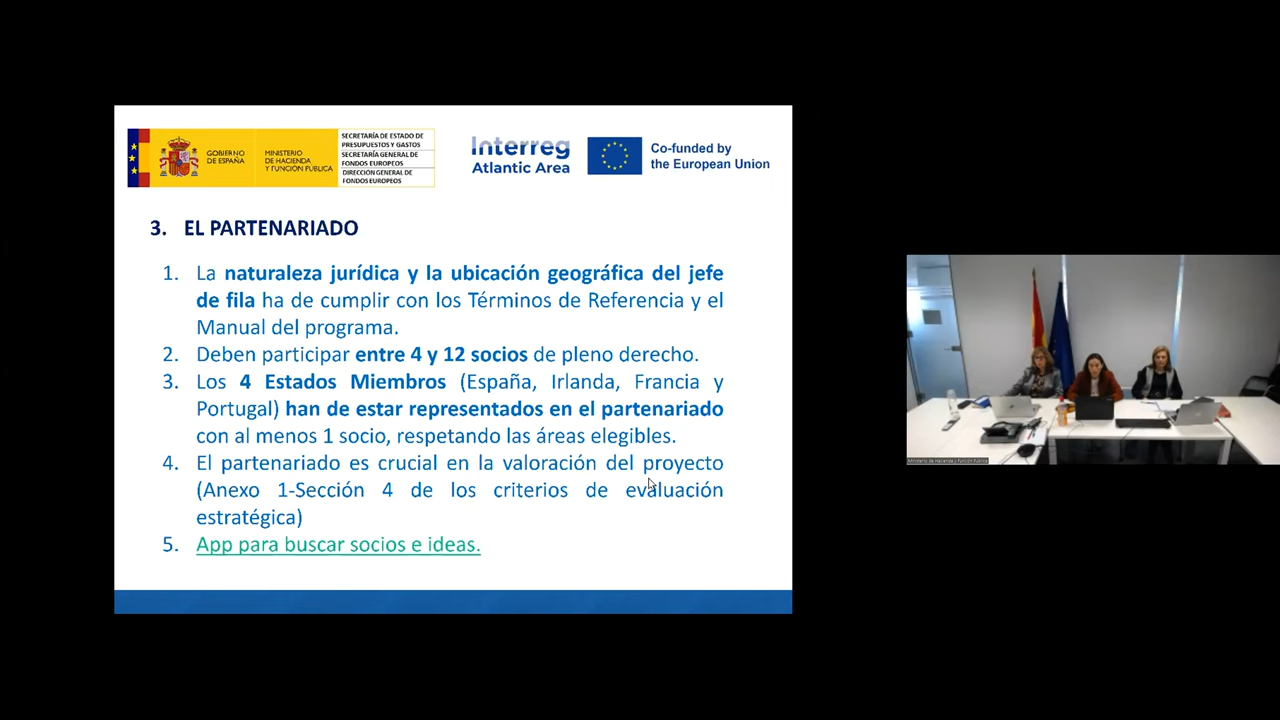 GOBIERNO
DE ESPAÑA
MINISTERIO
DE HACIENDA
Y FUNCIÓN PÚBLICA
SECRETARÍA DE ESTADO DE
PRESUPUESTOS Y GASTOS
SECRETARÍA GENERAL DE
FONDOS EUROPEOS
DIRECCIÓN GENERAL DE
FONDOS EUROPEOS
Interreg
Atlantic Area
Co-funded by
the European Union
3. EL PARTENARIADO
1. La naturaleza jurídica y la ubicación geográfica del jefe
de fila ha de cumplir con los Términos de Referencia y el
Manual del programa.
2. Deben participar entre 4 y 12 socios de pleno derecho.
3. Los 4 Estados Miembros (España, Irlanda, Francia y
Portugal) han de estar representados en el partenariado
con al menos 1 socio, respetando las áreas elegibles.
4. El partenariado es crucial en la valoración del proyecto
(Anexo 1-Sección 4 de los criterios de evaluación
estratégica)
5. App para buscar socios e ideas.
Ministerio de Hacienda y Función Pública